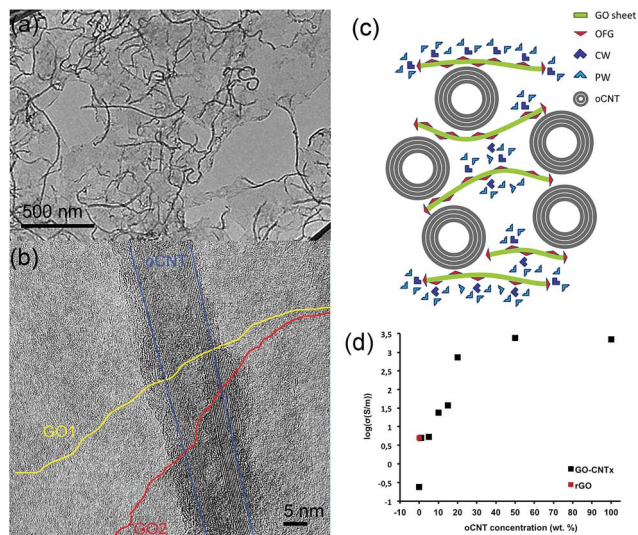 (a)
500 nm
(b)
oCNT
GO1
GO2
5 nm
(c)
GO sheet
OFG
CW
PW
oCNT
(d)
log(σ(S/m))
3,5
3
2,5
2
1,5
1
0,5
0
-0,5
-1
0 10 20 30 40 50 60 70 80 90 100
oCNT concentration (wt. %)
GO-CNTx
rGO